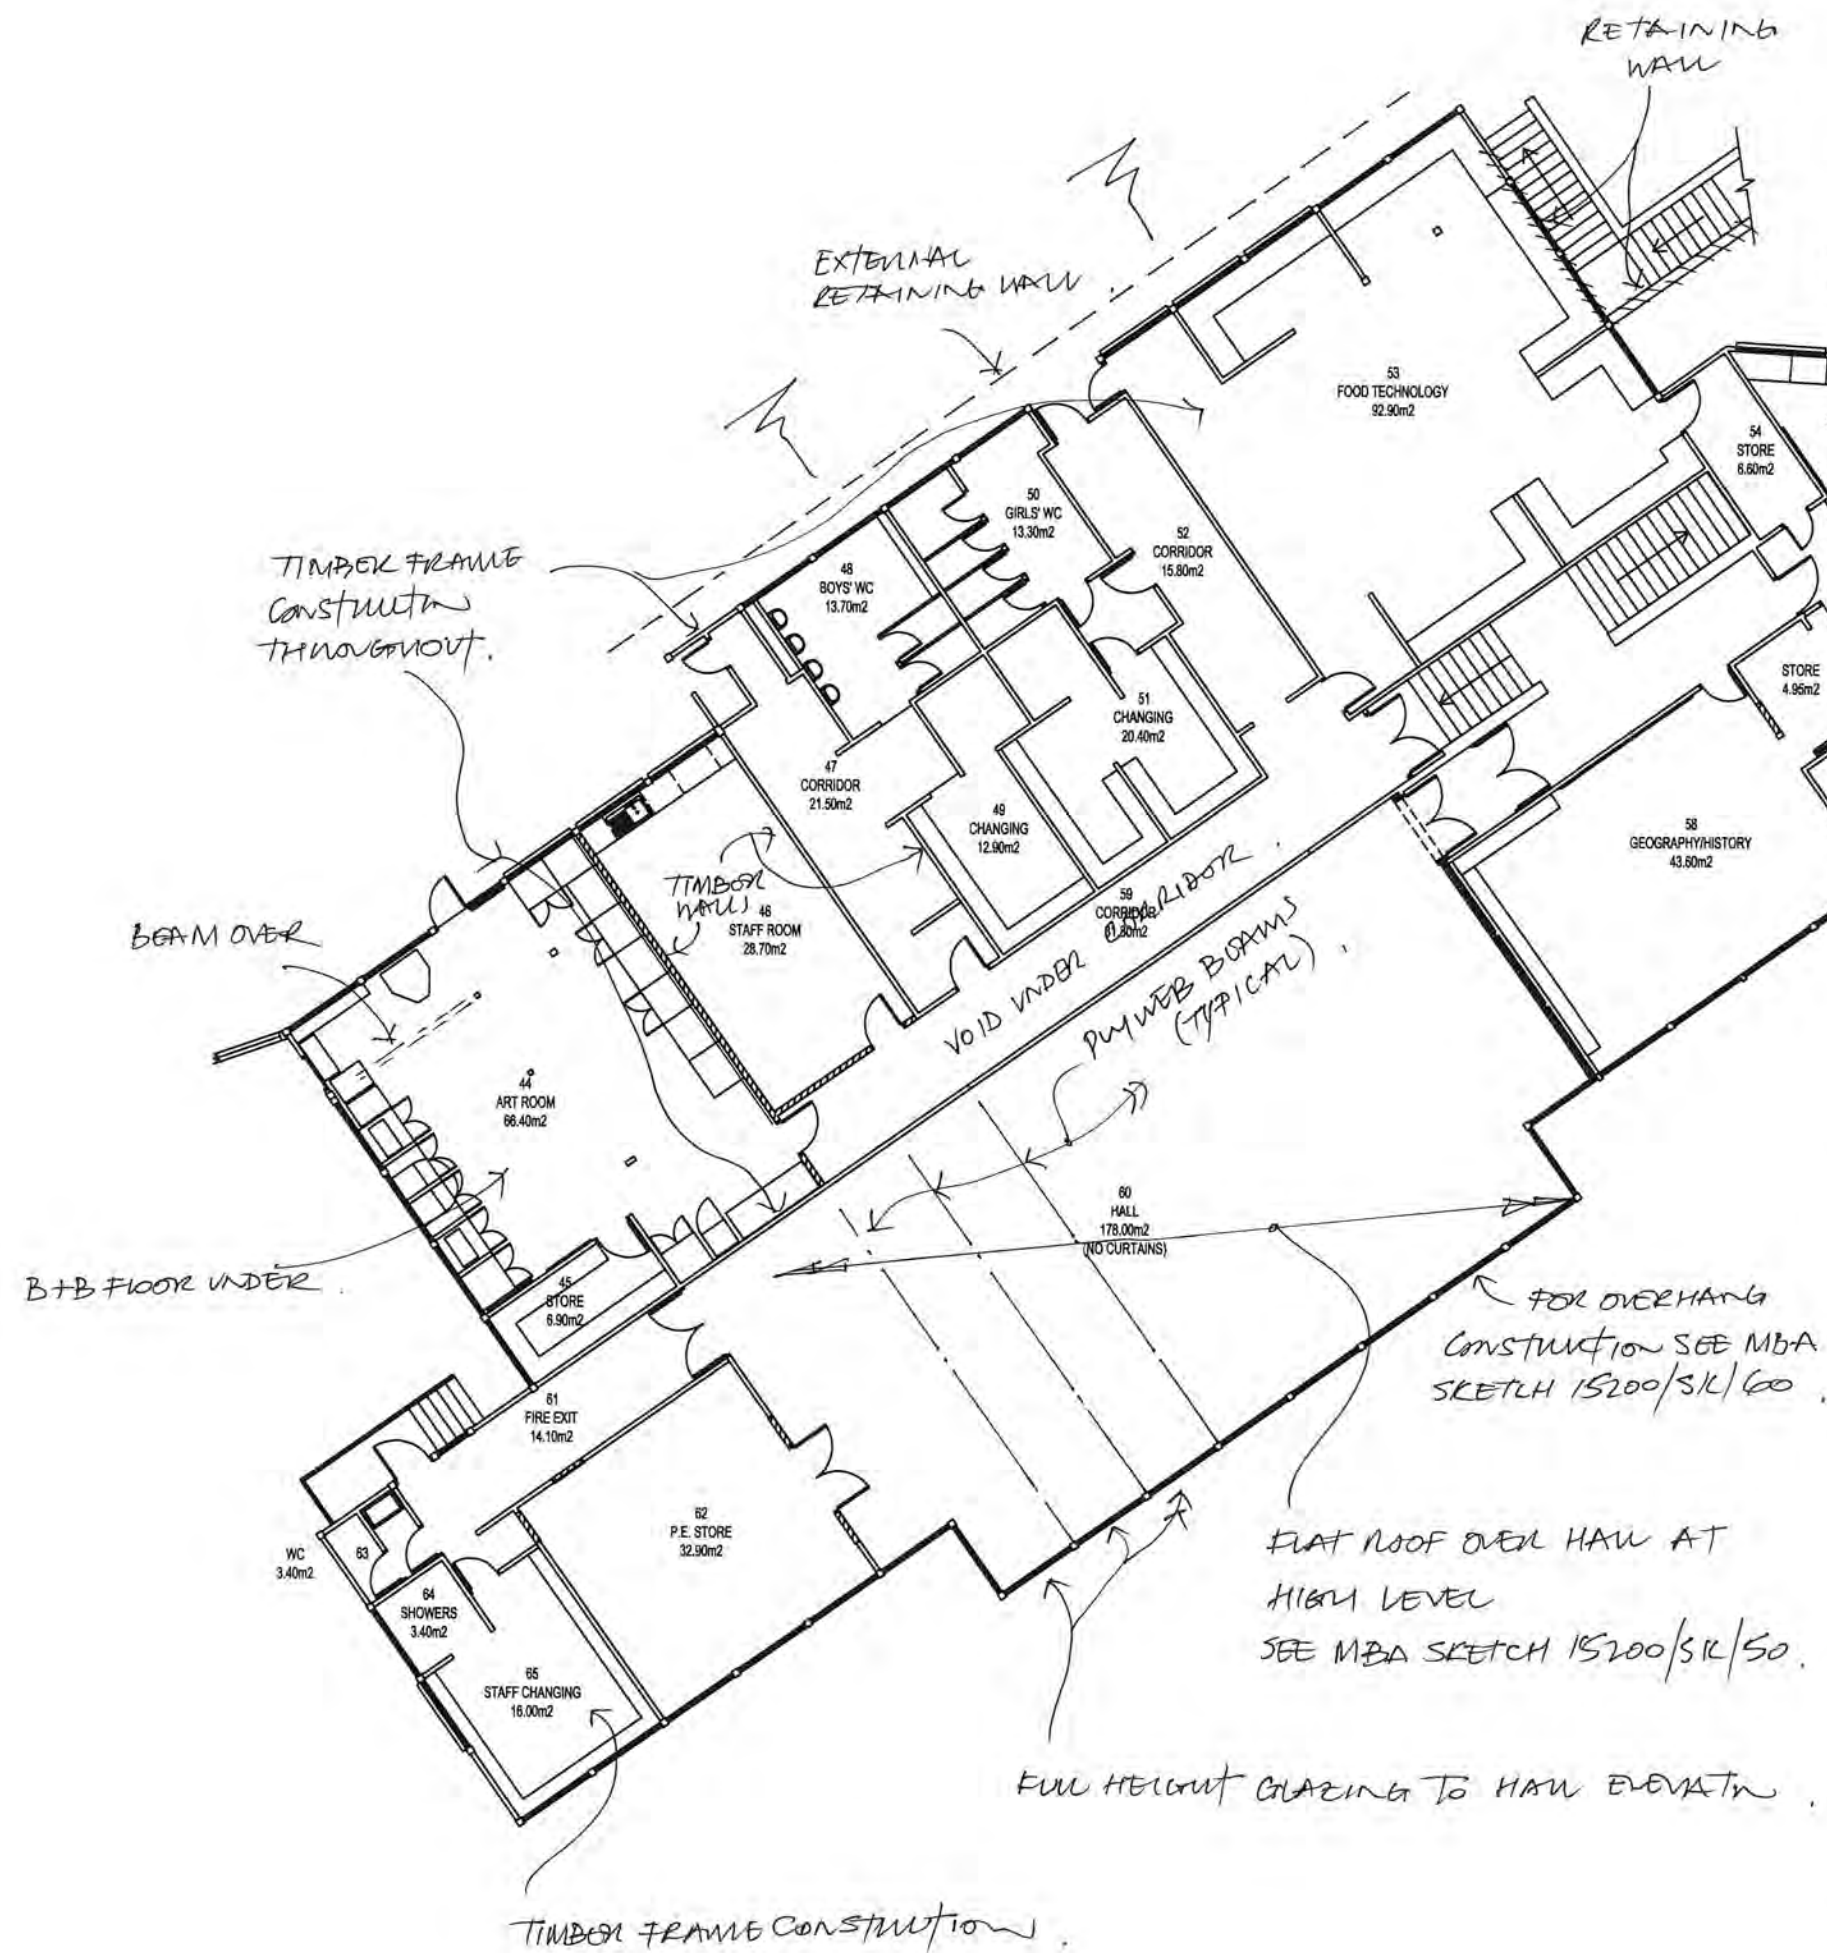 RETAINING
WALL
EXTERNAL
RETAINING WALL.
53
FOOD TECHNOLOGY
92.90m2
54
STORE
6.60m2
50
GIRLS' WC
13.30m2
52
CORRIDOR
15.80m2
48
BOYS' WC
13.70m2
TIMBER FRAME
CONSTRUCTION
THROUGHOUT.
STORE
4.95m2
51
CHANGING
20.40m2
47
CORRIDOR
21.50m2
49
CHANGING
12.90m2
58
GEOGRAPHY/HISTORY
43.60m2
TIMBER
WALLS
46
STAFF ROOM
28.70m2
59
CORRIDOR
VOID UNDER CORRIDOR.
PLYWEB BEAMS
(TYPICAL).
BEAM OVER
44
ART ROOM
66.40m2
60
HALL
178.00m2
(NO CURTAINS)
B+B FLOOR UNDER.
45
STORE
6.90m2
FOR OVERHANG
CONSTRUCTION SEE MBA
SKETCH 15200/SK/60.
61
FIRE EXIT
14.10m2
62
P.E. STORE
32.90m2
WC
3.40m2
63
FLAT ROOF OVER HALL AT
HIGH LEVEL
SEE MBA SKETCH 15200/SK/50.
64
SHOWERS
3.40m2
65
STAFF CHANGING
16.00m2
FULL HEIGHT GLAZING TO HALL ELEVATN.
TIMBER FRAME CONSTRUCTION.